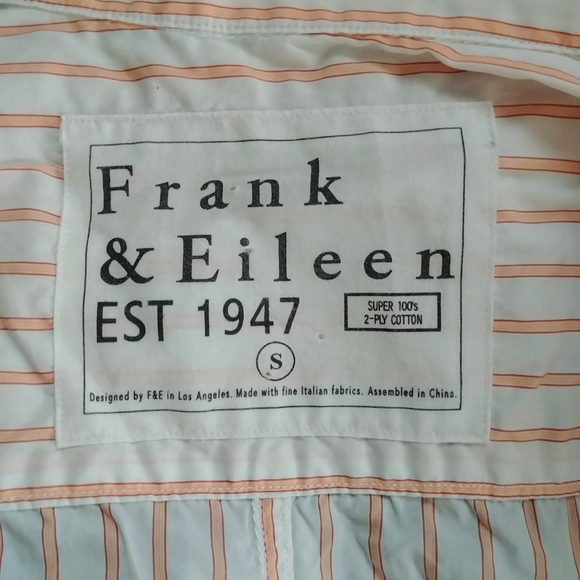 Frank
& Eileen
EST 1947
SUPER 100's
2-PLY COTTON
S
Designed by F&E in Los Angeles. Made with fine Italian fabrics. Assembled in China.